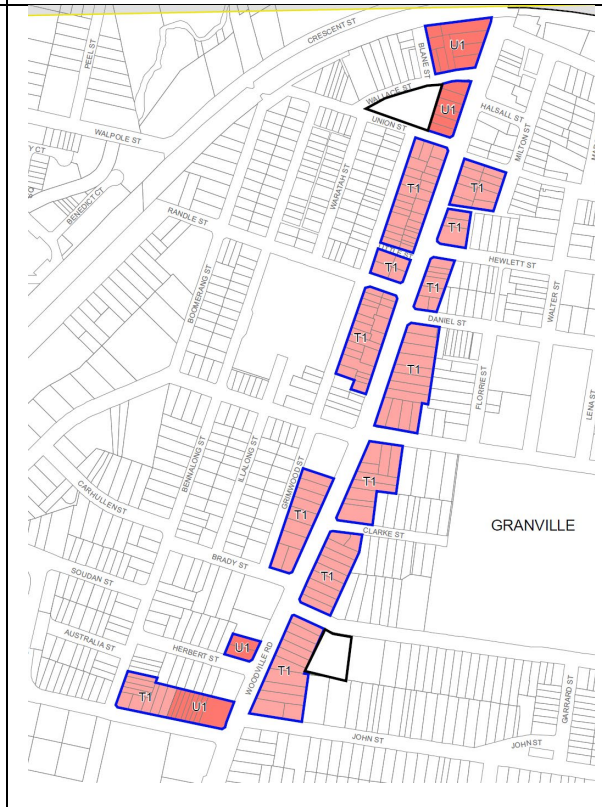 CRESCENT ST
PEEL ST
BLANE ST
U1
WALLACE ST
U1
HALSALL ST
UNION ST
MILTON ST
WALPOLE ST
BENEDICT CT
WARATAH ST
T1
T1
RANDLE ST
T1
T1
HEWLETT ST
BOOMERANG ST
T1
WALTER ST
DANIEL ST
T1
T1
FLORRIE ST
LENA ST
BENNALONG ST
ILLALONG ST
GRIMWOOD ST
T1
T1
CARHULLEN ST
CLARKE ST
GRANVILLE
BRADY ST
T1
SOUDAN ST
AUSTRALIA ST
HERBERT ST
U1
WOODVILLE RD
T1
T1
U1
GARRARD ST
JOHN ST
JOHN ST